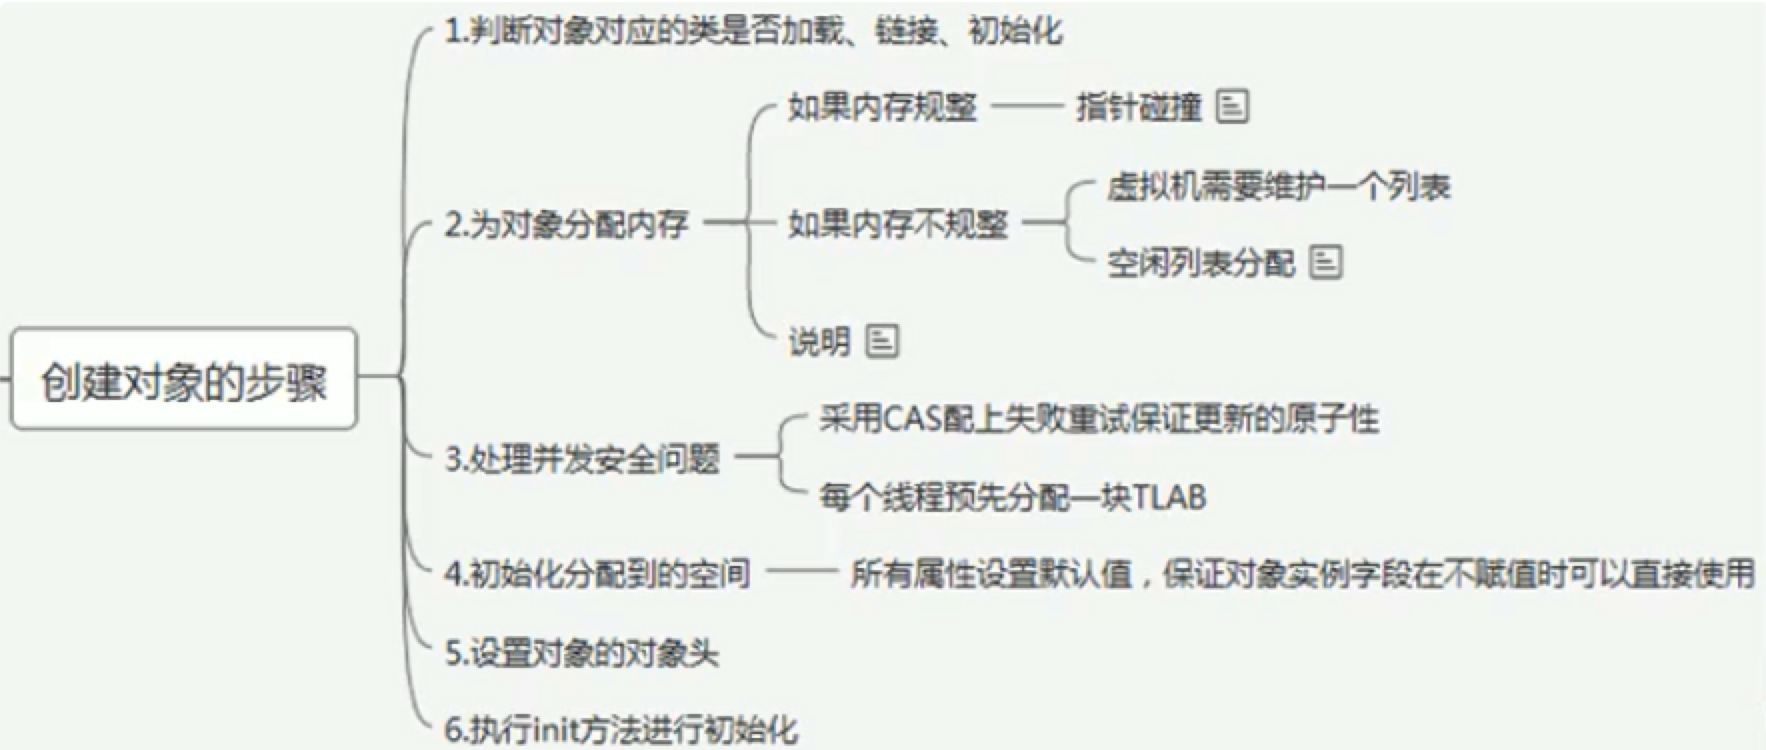 创建对象的步骤
1.判断对象对应的类是否加载、链接、初始化
2.为对象分配内存
如果内存规整
指针碰撞
如果内存不规整
虚拟机需要维护一个列表
空闲列表分配
说明
3.处理并发安全问题
采用CAS配上失败重试保证更新的原子性
每个线程预先分配一块TLAB
4.初始化分配到的空间
所有属性设置默认值，保证对象实例字段在不赋值时可以直接使用
5.设置对象的对象头
6.执行init方法进行初始化